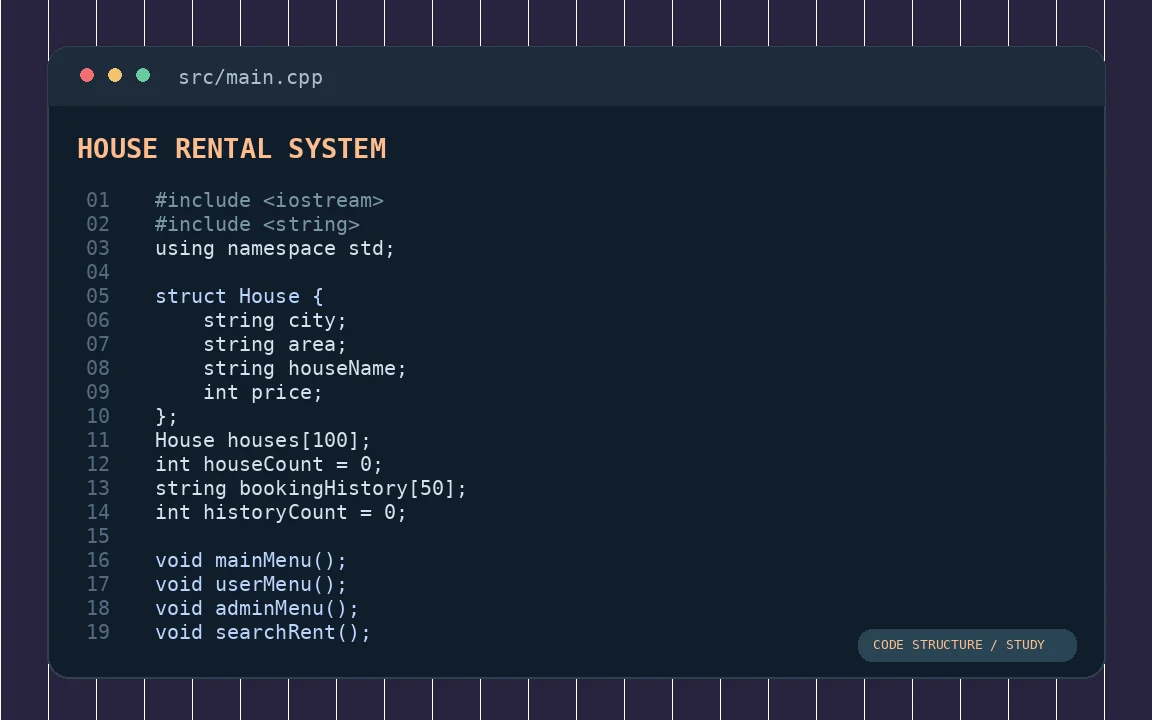 src/main.cpp
HOUSE RENTAL SYSTEM
01 #include <iostream>
02 #include <string>
03 using namespace std;
04
05 struct House {
06     string city;
07     string area;
08     string houseName;
09     int price;
10 };
11 House houses[100];
12 int houseCount = 0;
13 string bookingHistory[50];
14 int historyCount = 0;
15
16 void mainMenu();
17 void userMenu();
18 void adminMenu();
19 void searchRent();
CODE STRUCTURE / STUDY